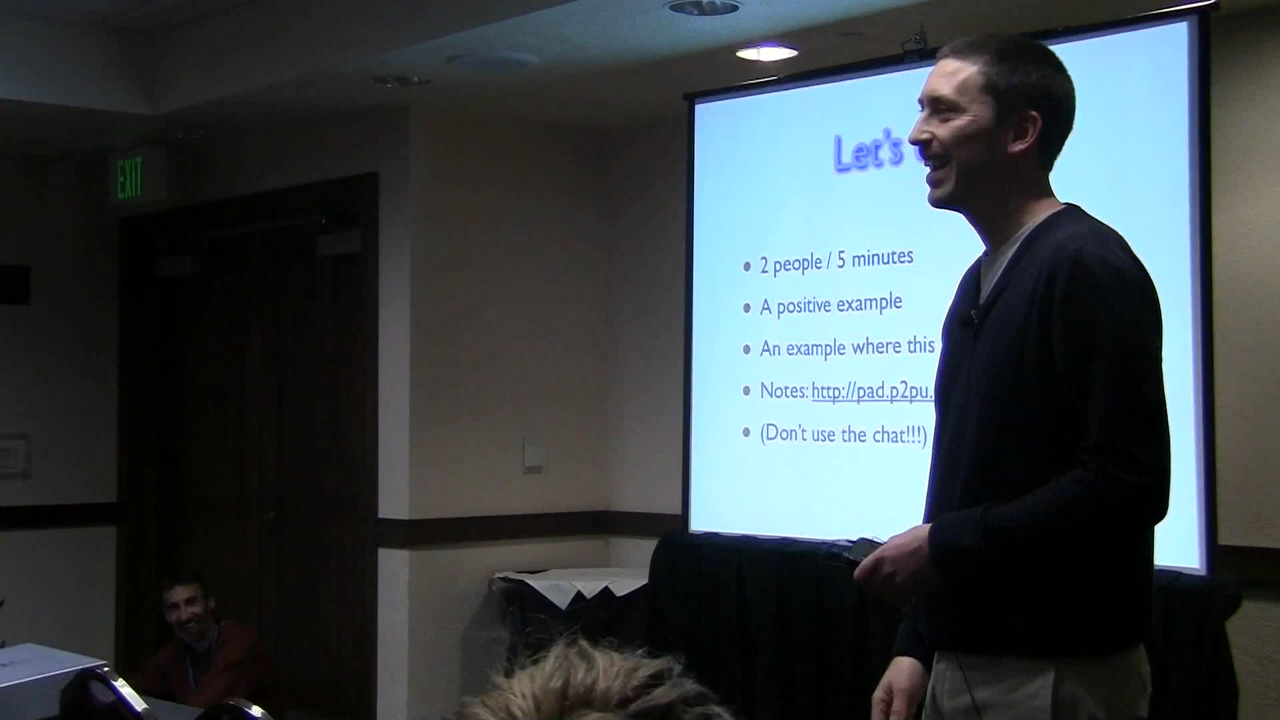 EXIT
Let's
2 people / 5 minutes
A positive example
An example where this
Notes: http://pad.p2pu.
(Don't use the chat!!!)